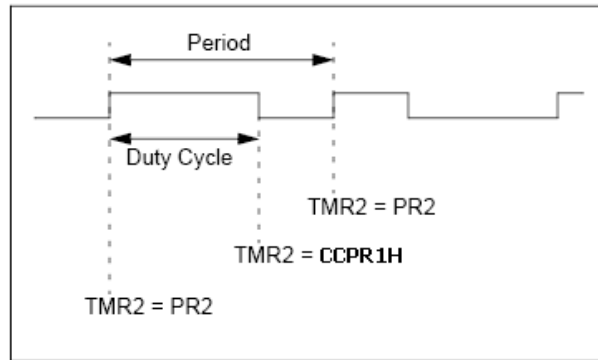 Period
Duty Cycle
TMR2 = PR2
TMR2 = CCPR1H
TMR2 = PR2